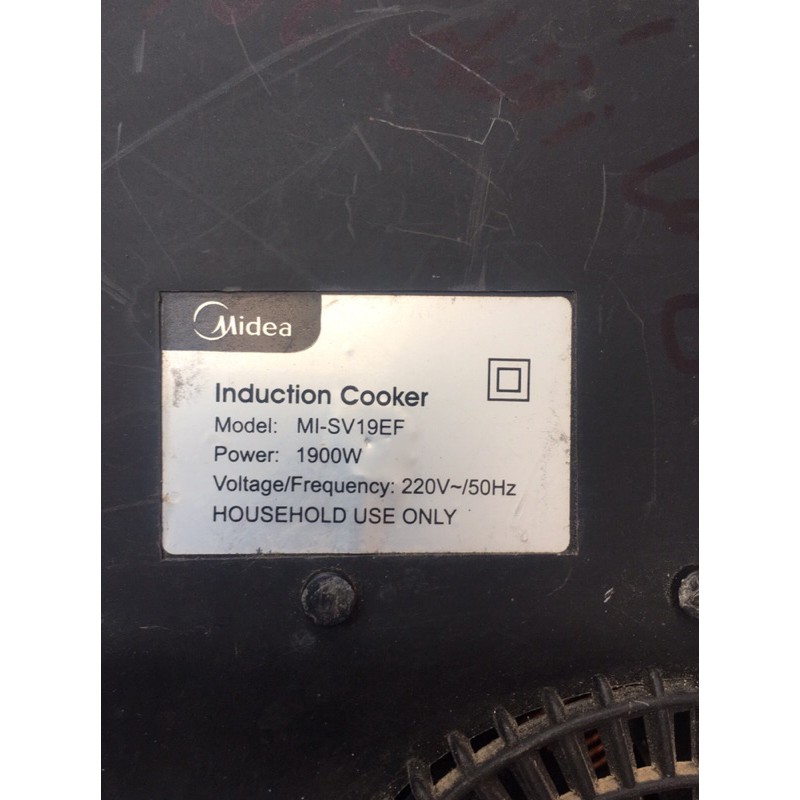 Midea
Induction Cooker
Model: MI-SV19EF
Power: 1900W
Voltage/Frequency: 220V~/50Hz
HOUSEHOLD USE ONLY